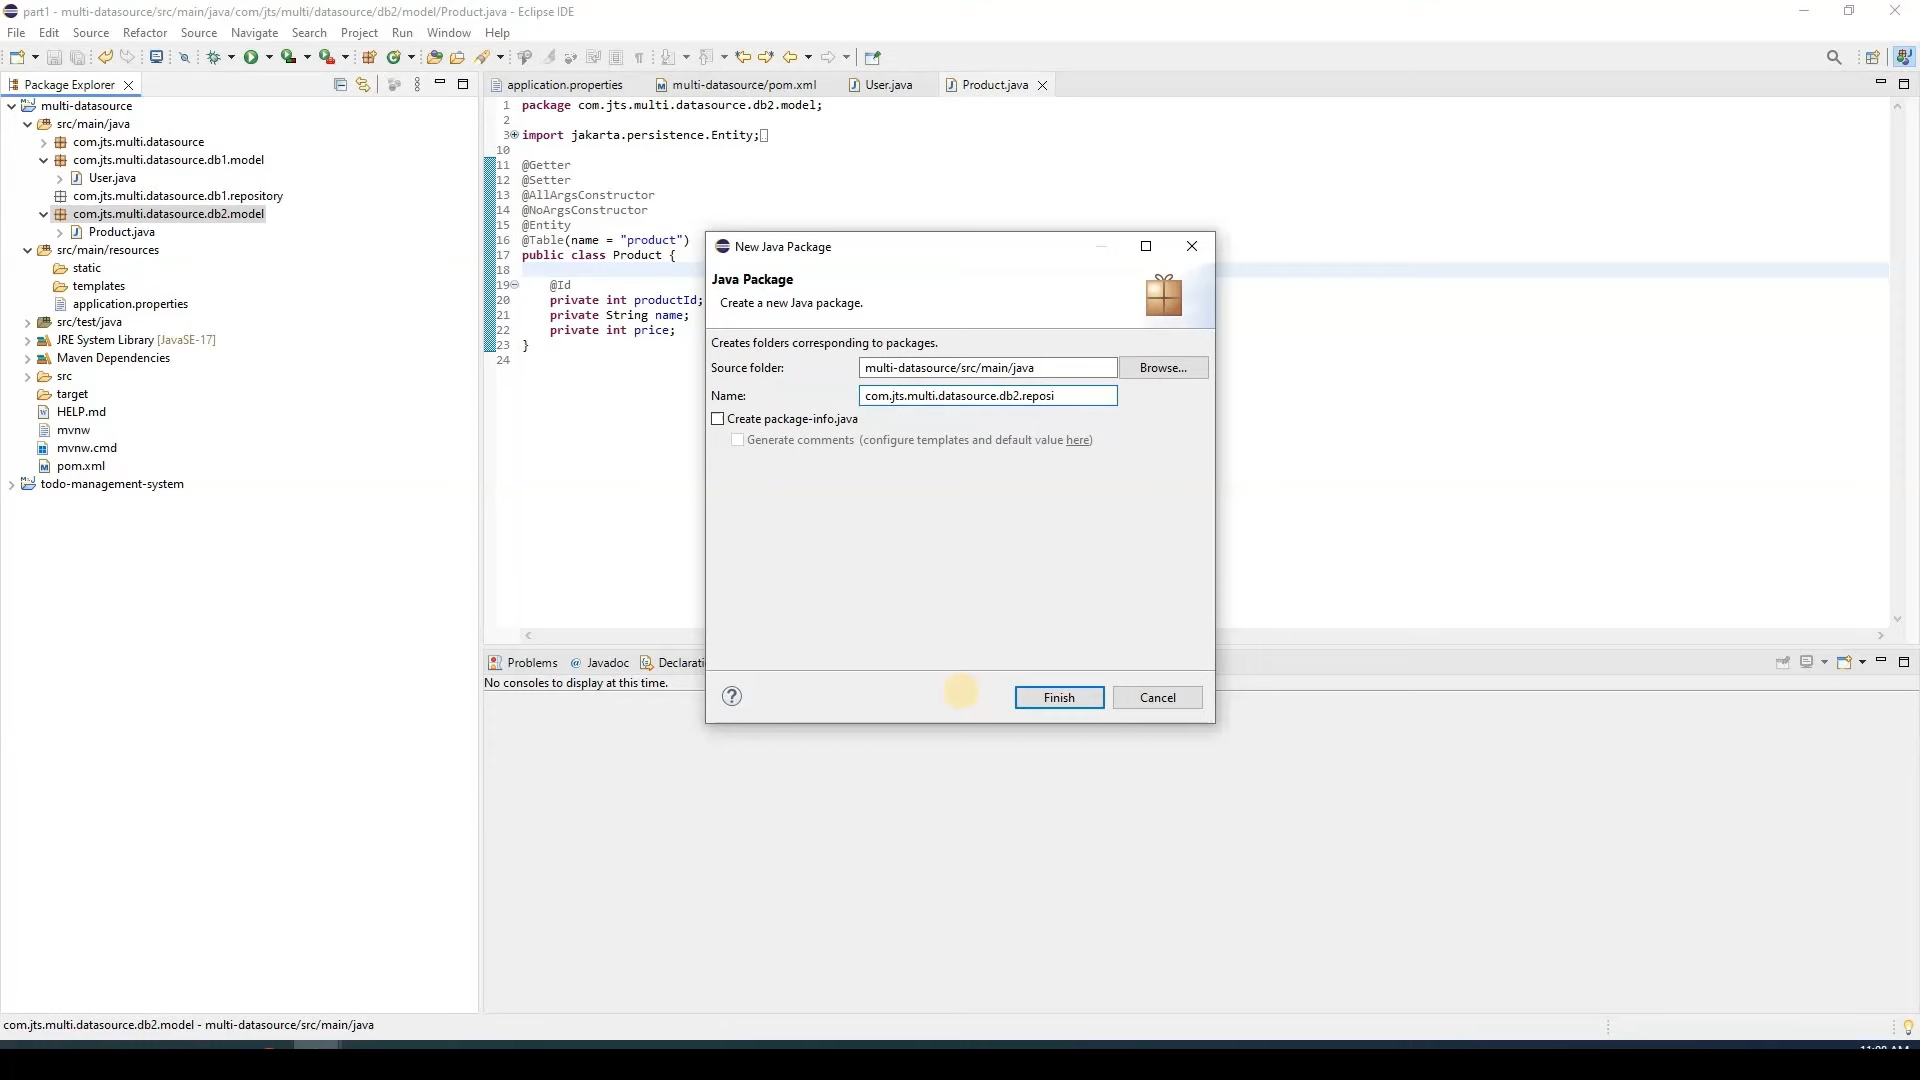 part1 - multi-datasource/src/main/java/com/jts/multi/datasource/db2/model/Product.java - Eclipse IDE
File Edit Source Refactor Source Navigate Search Project Run Window Help
Package Explorer
multi-datasource
src/main/java
com.jts.multi.datasource
com.jts.multi.datasource.db1.model
User.java
com.jts.multi.datasource.db1.repository
com.jts.multi.datasource.db2.model
Product.java
src/main/resources
static
templates
application.properties
src/test/java
JRE System Library [JavaSE-17]
Maven Dependencies
src
target
HELP.md
mvnw
mvnw.cmd
pom.xml
todo-management-system
application.properties multi-datasource/pom.xml User.java Product.java
1 package com.jts.multi.datasource.db2.model;
2
3 import jakarta.persistence.Entity;
10
11 @Getter
12 @Setter
13 @AllArgsConstructor
14 @NoArgsConstructor
15 @Entity
16 @Table(name = "product")
17 public class Product {
18
19 @Id
20 private int productId;
21 private String name;
22 private int price;
23 }
24
New Java Package
Java Package
Create a new Java package.
Creates folders corresponding to packages.
Source folder: multi-datasource/src/main/java Browse...
Name: com.jts.multi.datasource.db2.reposi
Create package-info.java
Generate comments (configure templates and default value here)
Finish Cancel
Problems @ Javadoc Declarati
No consoles to display at this time.
com.jts.multi.datasource.db2.model - multi-datasource/src/main/java